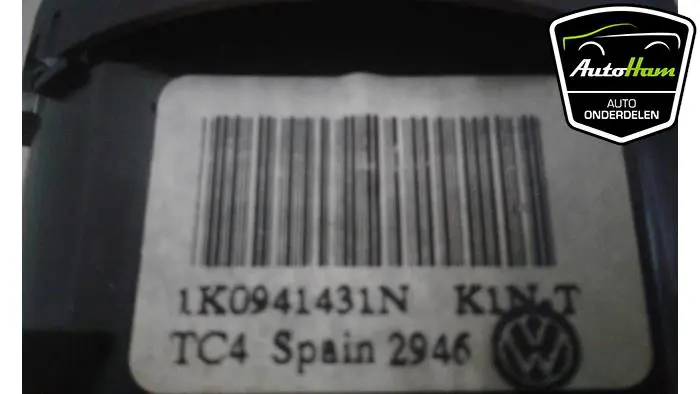 AutoHam
AUTO
ONDERDELEN
1K0941431N K1N-T
TC4 Spain 2946